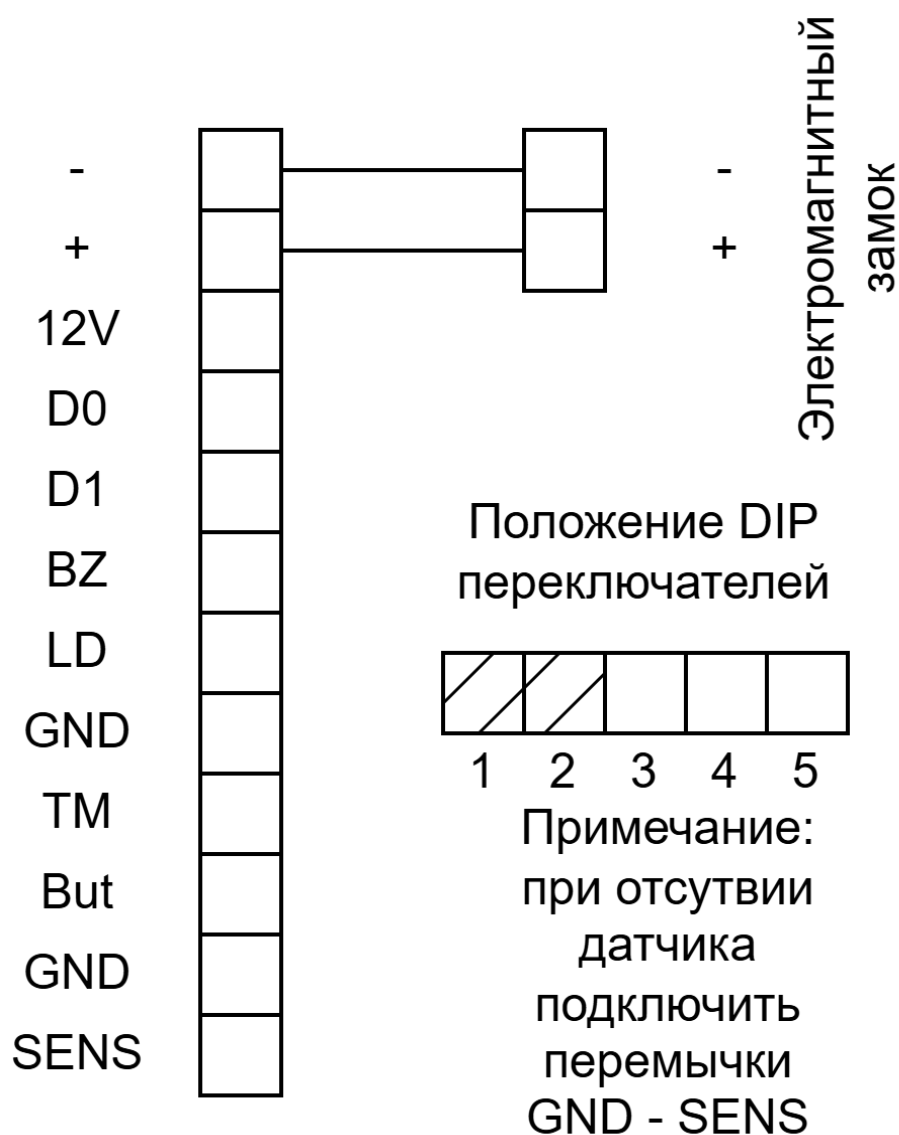 -
+
12V
D0
D1
BZ
LD
GND
TM
But
GND
SENS
-
+
Электромагнитный
замок
Положение DIP
переключателей
1 2 3 4 5
Примечание:
при отсутвии
датчика
подключить
перемычки
GND - SENS